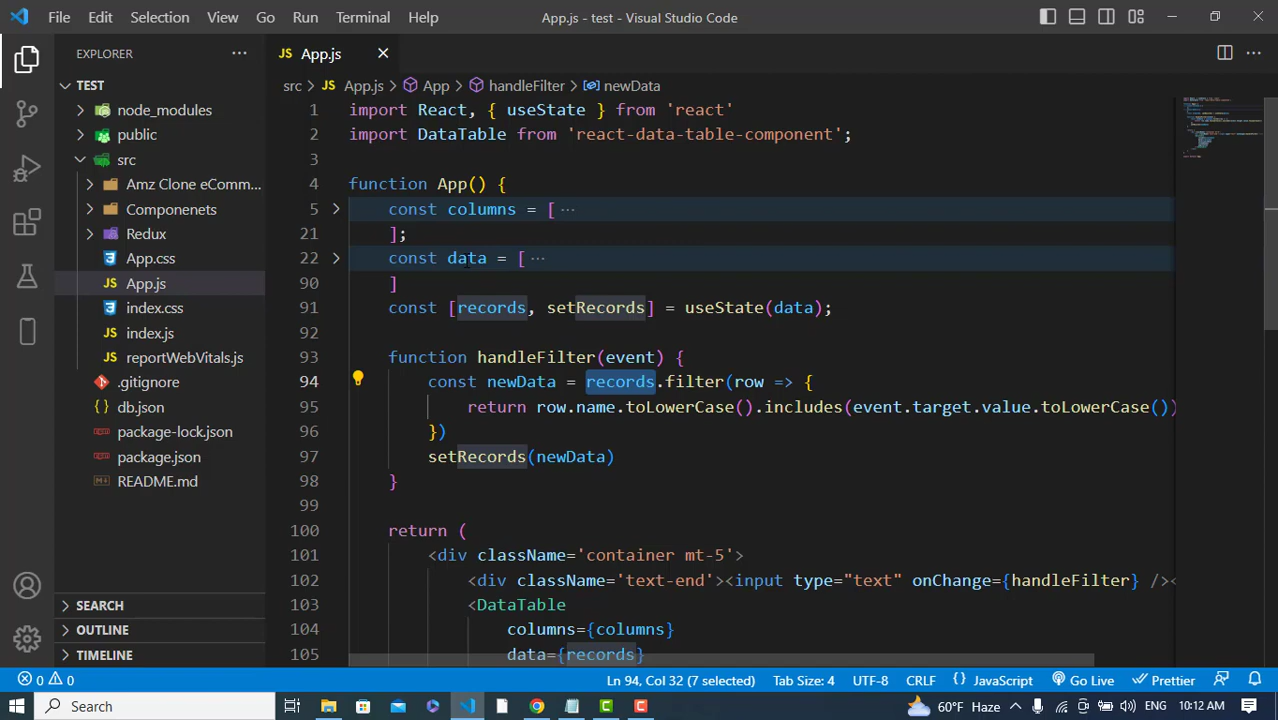 File Edit Selection View Go Run Terminal Help App.js - test - Visual Studio Code
EXPLORER
TEST
node_modules
public
src
Amz Clone eComm...
Componenets
Redux
App.css
App.js
index.css
index.js
reportWebVitals.js
.gitignore
db.json
package-lock.json
package.json
README.md
SEARCH
OUTLINE
TIMELINE
JS App.js
src > JS App.js > App > handleFilter > newData
1 import React, { useState } from 'react'
2 import DataTable from 'react-data-table-component';
3
4 function App() {
5 const columns = [ ...
21 ];
22 const data = [ ...
90 ]
91 const [records, setRecords] = useState(data);
92
93 function handleFilter(event) {
94 const newData = records.filter(row => {
95 return row.name.toLowerCase().includes(event.target.value.toLowerCase())
96 })
97 setRecords(newData)
98 }
99
100 return (
101 <div className='container mt-5'>
102 <div className='text-end'><input type="text" onChange={handleFilter} /><
103 <DataTable
104 columns={columns}
105 data={records}
0 0 Ln 94, Col 32 (7 selected) Tab Size: 4 UTF-8 CRLF {} JavaScript Go Live Prettier
Search 60°F Haze ENG 10:12 AM